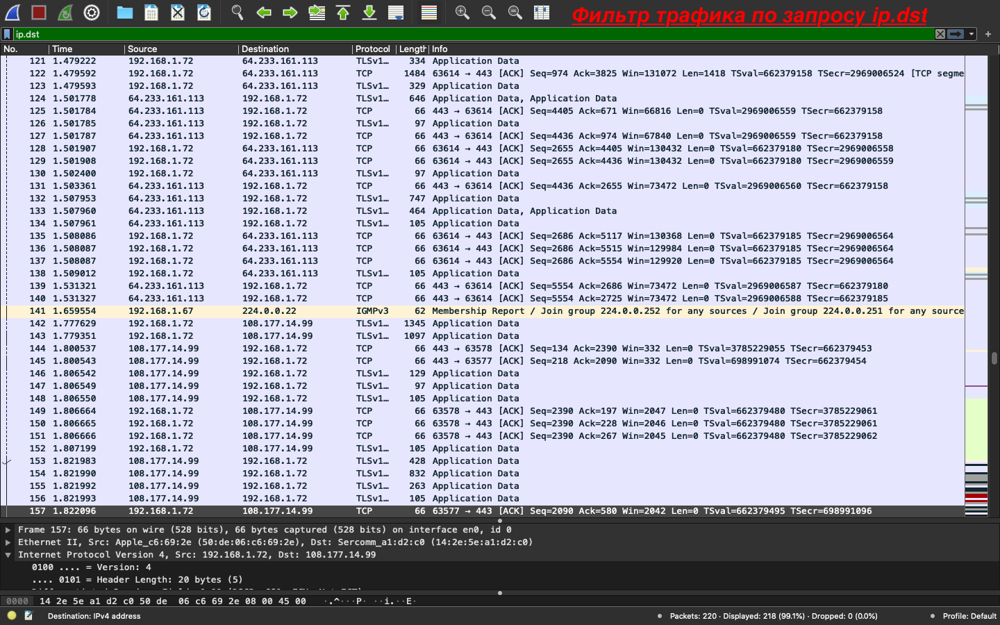 Фильтр трафика по запросу ip.dst
ip.dst
No. Time Source Destination Protocol Length Info
121 1.479222 192.168.1.72 64.233.161.113 TLSv1… 334 Application Data
122 1.479592 192.168.1.72 64.233.161.113 TCP 1484 63614 → 443 [ACK] Seq=974 Ack=3825 Win=131072 Len=1418 TSval=662379158 TSecr=2969006524 [TCP segme
123 1.479593 192.168.1.72 64.233.161.113 TLSv1… 329 Application Data
124 1.501778 64.233.161.113 192.168.1.72 TLSv1… 646 Application Data, Application Data
125 1.501784 64.233.161.113 192.168.1.72 TCP 66 443 → 63614 [ACK] Seq=4405 Ack=671 Win=66816 Len=0 TSval=2969006559 TSecr=662379158
126 1.501785 64.233.161.113 192.168.1.72 TLSv1… 97 Application Data
127 1.501787 64.233.161.113 192.168.1.72 TCP 66 443 → 63614 [ACK] Seq=4436 Ack=974 Win=67840 Len=0 TSval=2969006559 TSecr=662379158
128 1.501907 192.168.1.72 64.233.161.113 TCP 66 63614 → 443 [ACK] Seq=2655 Ack=4405 Win=130432 Len=0 TSval=662379180 TSecr=2969006558
129 1.501908 192.168.1.72 64.233.161.113 TCP 66 63614 → 443 [ACK] Seq=2655 Ack=4436 Win=130432 Len=0 TSval=662379180 TSecr=2969006559
130 1.502400 192.168.1.72 64.233.161.113 TLSv1… 97 Application Data
131 1.503361 64.233.161.113 192.168.1.72 TCP 66 443 → 63614 [ACK] Seq=4436 Ack=2655 Win=73472 Len=0 TSval=2969006560 TSecr=662379158
132 1.507953 64.233.161.113 192.168.1.72 TLSv1… 747 Application Data
133 1.507960 64.233.161.113 192.168.1.72 TLSv1… 464 Application Data, Application Data
134 1.507961 64.233.161.113 192.168.1.72 TLSv1… 105 Application Data
135 1.508086 192.168.1.72 64.233.161.113 TCP 66 63614 → 443 [ACK] Seq=2686 Ack=5117 Win=130368 Len=0 TSval=662379185 TSecr=2969006564
136 1.508087 192.168.1.72 64.233.161.113 TCP 66 63614 → 443 [ACK] Seq=2686 Ack=5515 Win=129984 Len=0 TSval=662379185 TSecr=2969006564
137 1.508087 192.168.1.72 64.233.161.113 TCP 66 63614 → 443 [ACK] Seq=2686 Ack=5554 Win=129920 Len=0 TSval=662379185 TSecr=2969006564
138 1.509012 192.168.1.72 64.233.161.113 TLSv1… 105 Application Data
139 1.531321 64.233.161.113 192.168.1.72 TCP 66 443 → 63614 [ACK] Seq=5554 Ack=2686 Win=73472 Len=0 TSval=2969006587 TSecr=662379180
140 1.531327 64.233.161.113 192.168.1.72 TCP 66 443 → 63614 [ACK] Seq=5554 Ack=2725 Win=73472 Len=0 TSval=2969006588 TSecr=662379185
141 1.659554 192.168.1.67 224.0.0.22 IGMPv3 62 Membership Report / Join group 224.0.0.252 for any sources / Join group 224.0.0.251 for any source
142 1.777629 192.168.1.72 108.177.14.99 TLSv1… 1345 Application Data
143 1.779351 192.168.1.72 108.177.14.99 TLSv1… 1097 Application Data
144 1.800537 108.177.14.99 192.168.1.72 TCP 66 443 → 63578 [ACK] Seq=134 Ack=2390 Win=332 Len=0 TSval=3785229055 TSecr=662379453
145 1.800543 108.177.14.99 192.168.1.72 TCP 66 443 → 63577 [ACK] Seq=218 Ack=2090 Win=332 Len=0 TSval=698991074 TSecr=662379454
146 1.806542 108.177.14.99 192.168.1.72 TLSv1… 129 Application Data
147 1.806549 108.177.14.99 192.168.1.72 TLSv1… 97 Application Data
148 1.806550 108.177.14.99 192.168.1.72 TLSv1… 105 Application Data
149 1.806664 192.168.1.72 108.177.14.99 TCP 66 63578 → 443 [ACK] Seq=2390 Ack=197 Win=2047 Len=0 TSval=662379480 TSecr=3785229061
150 1.806665 192.168.1.72 108.177.14.99 TCP 66 63578 → 443 [ACK] Seq=2390 Ack=228 Win=2046 Len=0 TSval=662379480 TSecr=3785229061
151 1.806666 192.168.1.72 108.177.14.99 TCP 66 63578 → 443 [ACK] Seq=2390 Ack=267 Win=2045 Len=0 TSval=662379480 TSecr=3785229062
152 1.807199 192.168.1.72 108.177.14.99 TLSv1… 105 Application Data
153 1.821983 108.177.14.99 192.168.1.72 TLSv1… 428 Application Data
154 1.821990 108.177.14.99 192.168.1.72 TLSv1… 832 Application Data
155 1.821992 108.177.14.99 192.168.1.72 TLSv1… 263 Application Data
156 1.821993 108.177.14.99 192.168.1.72 TLSv1… 105 Application Data
157 1.822096 192.168.1.72 108.177.14.99 TCP 66 63577 → 443 [ACK] Seq=2090 Ack=580 Win=2042 Len=0 TSval=662379495 TSecr=698991096
Frame 157: 66 bytes on wire (528 bits), 66 bytes captured (528 bits) on interface en0, id 0
Ethernet II, Src: Apple_c6:69:2e (50:de:06:c6:69:2e), Dst: Sercomm_a1:d2:c0 (14:2e:5e:a1:d2:c0)
Internet Protocol Version 4, Src: 192.168.1.72, Dst: 108.177.14.99
0100 .... = Version: 4
.... 0101 = Header Length: 20 bytes (5)
0000 14 2e 5e a1 d2 c0 50 de 06 c6 69 2e 08 00 45 00 ·.^···P· ··i.··E·
Destination: IPv4 address
Packets: 220 · Displayed: 218 (99.1%) · Dropped: 0 (0.0%)
Profile: Default